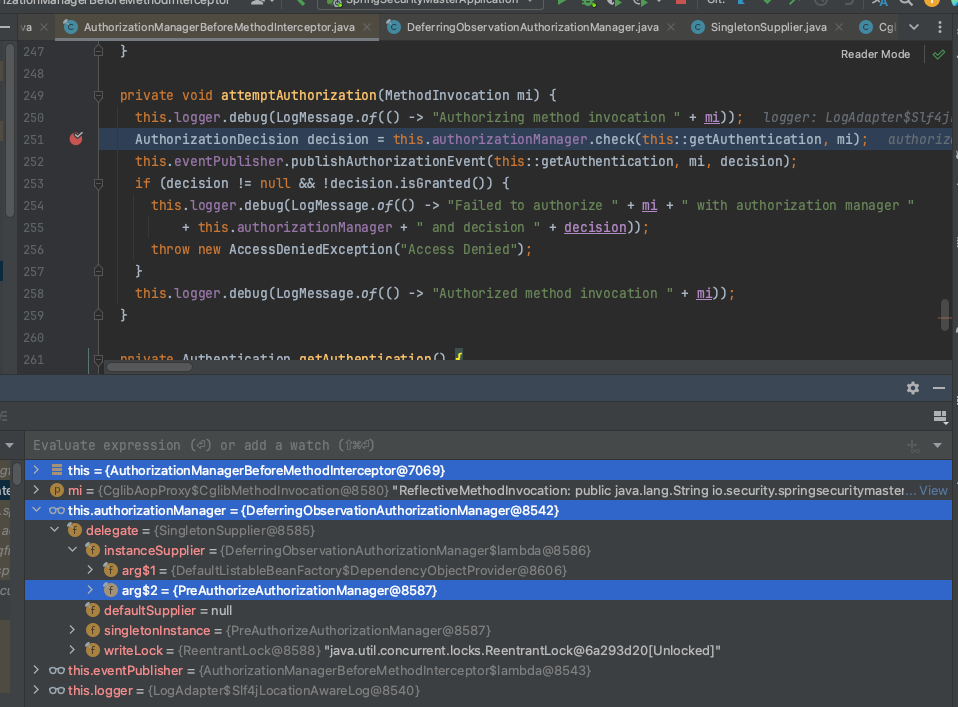 AuthorizationManagerBeforeMethodInterceptor
SpringSecurityMasterApplication
Git:
va
AuthorizationManagerBeforeMethodInterceptor.java
DeferringObservationAuthorizationManager.java
SingletonSupplier.java
Cgl
Reader Mode
247 }
248
249 private void attemptAuthorization(MethodInvocation mi) {
250 this.logger.debug(LogMessage.of(() -> "Authorizing method invocation " + mi)); logger: LogAdapter$Slf4j
251 AuthorizationDecision decision = this.authorizationManager.check(this::getAuthentication, mi); authoriz
252 this.eventPublisher.publishAuthorizationEvent(this::getAuthentication, mi, decision);
253 if (decision != null && !decision.isGranted()) {
254 this.logger.debug(LogMessage.of(() -> "Failed to authorize " + mi + " with authorization manager "
255 + this.authorizationManager + " and decision " + decision));
256 throw new AccessDeniedException("Access Denied");
257 }
258 this.logger.debug(LogMessage.of(() -> "Authorized method invocation " + mi));
259 }
260
261 private Authentication getAuthentication() {
Evaluate expression (⏎) or add a watch (⇧⌘⏎)
this = {AuthorizationManagerBeforeMethodInterceptor@7069}
mi = {CglibAopProxy$CglibMethodInvocation@8580} "ReflectiveMethodInvocation: public java.lang.String io.security.springsecuritymaster... View
this.authorizationManager = {DeferringObservationAuthorizationManager@8542}
delegate = {SingletonSupplier@8585}
instanceSupplier = {DeferringObservationAuthorizationManager$lambda@8586}
arg$1 = {DefaultListableBeanFactory$DependencyObjectProvider@8606}
arg$2 = {PreAuthorizeAuthorizationManager@8587}
defaultSupplier = null
singletonInstance = {PreAuthorizeAuthorizationManager@8587}
writeLock = {ReentrantLock@8588} "java.util.concurrent.locks.ReentrantLock@6a293d20[Unlocked]"
this.eventPublisher = {AuthorizationManagerBeforeMethodInterceptor$lambda@8543}
this.logger = {LogAdapter$Slf4jLocationAwareLog@8540}